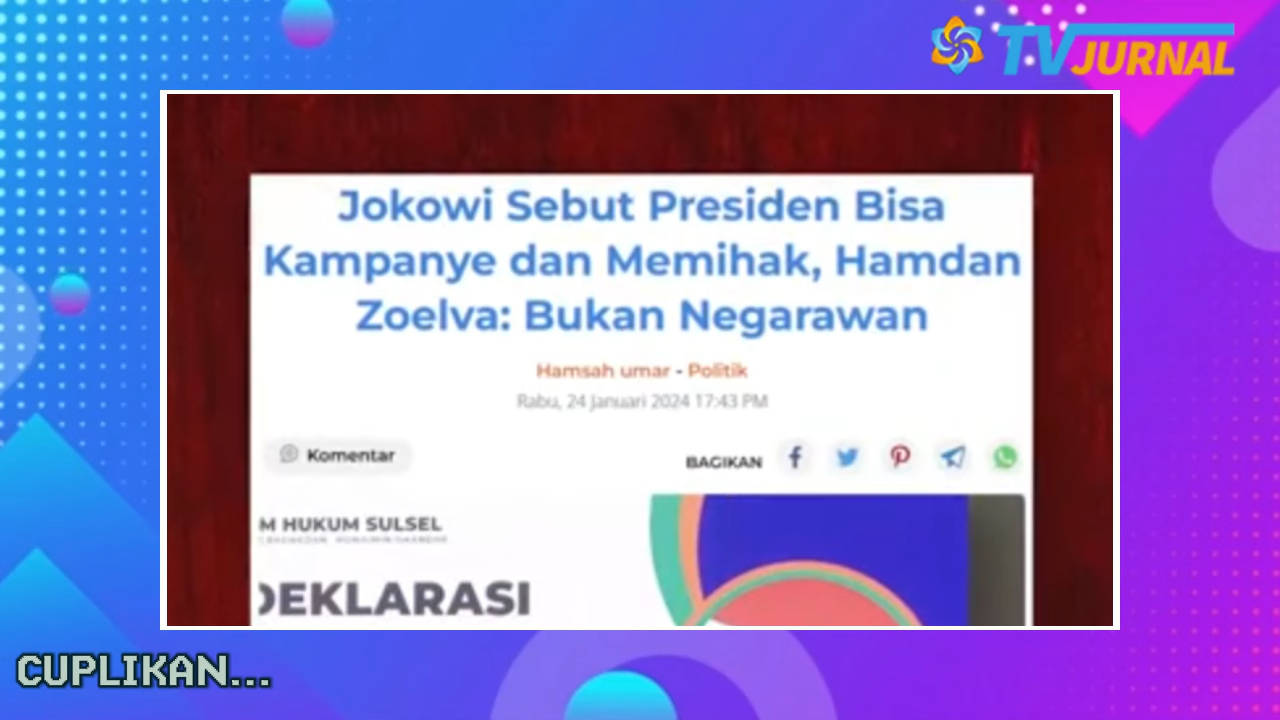 TVJURNAL
Jokowi Sebut Presiden Bisa
Kampanye dan Memihak, Hamdan
Zoelva: Bukan Negarawan
Hamsah umar - Politik
Rabu, 24 Januari 2024 17:43 PM
Komentar
BAGIKAN
M HUKUM SULSEL
DEKLARASI
CUPLIKAN...